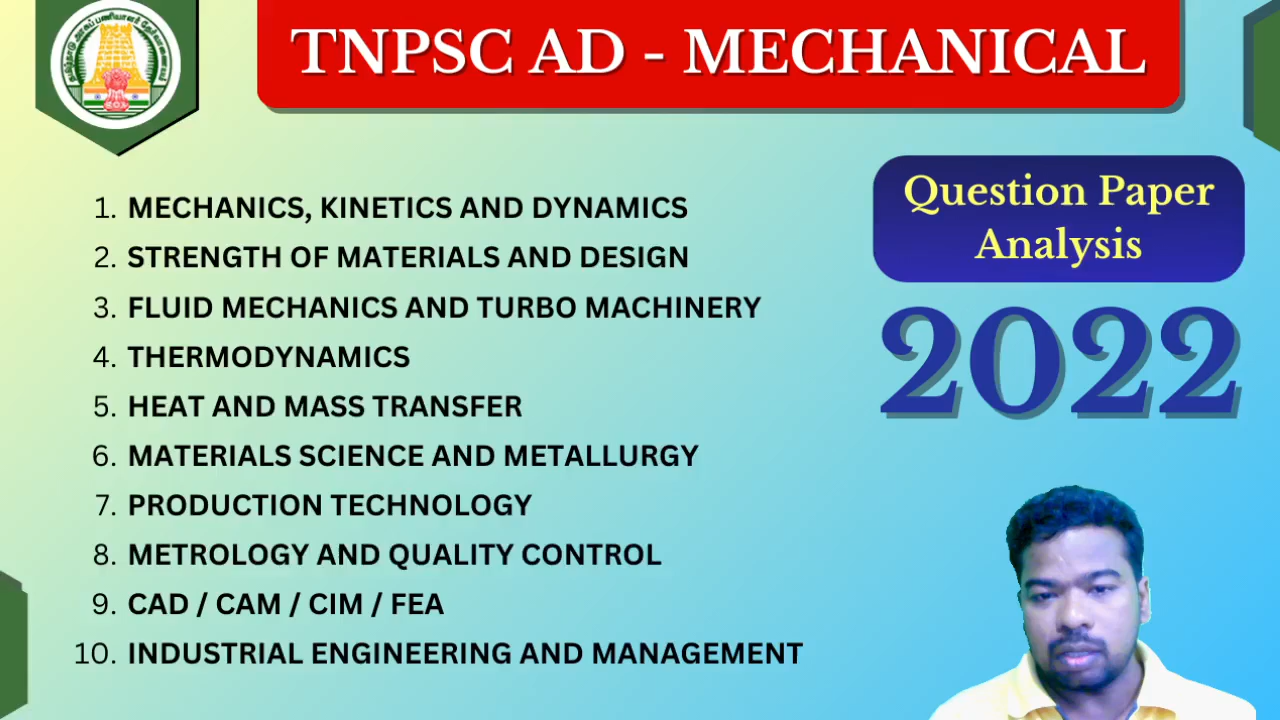 TNPSC AD - MECHANICAL
Question Paper
Analysis
2022
1. MECHANICS, KINETICS AND DYNAMICS
2. STRENGTH OF MATERIALS AND DESIGN
3. FLUID MECHANICS AND TURBO MACHINERY
4. THERMODYNAMICS
5. HEAT AND MASS TRANSFER
6. MATERIALS SCIENCE AND METALLURGY
7. PRODUCTION TECHNOLOGY
8. METROLOGY AND QUALITY CONTROL
9. CAD / CAM / CIM / FEA
10. INDUSTRIAL ENGINEERING AND MANAGEMENT